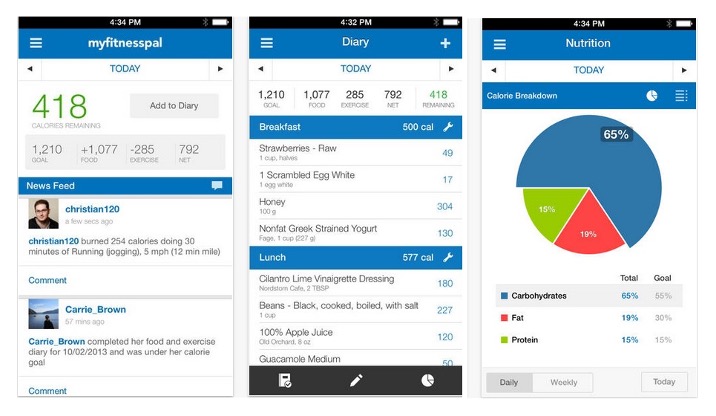 4:34 PM
myfitnesspal
TODAY
418
CALORIES REMAINING
Add to Diary
1,210 +1,077 -285 792
GOAL FOOD EXERCISE NET
News Feed
christian120
a few secs ago
christian120 burned 254 calories doing 30
minutes of Running (jogging), 5 mph (12 min mile)
Comment
Carrie_Brown
57 mins ago
Carrie_Brown completed her food and exercise
diary for 10/02/2013 and was under her calorie
goal
Comment
4:32 PM
Diary
TODAY
1,210 1,077 285 792 418
GOAL FOOD EXERCISE NET REMAINING
Breakfast 500 cal
Strawberries - Raw
1 cup, halves
49
1 Scrambled Egg White
1 egg white
17
Honey
100 g
304
Nonfat Greek Strained Yogurt
Fage, 1 cup (227 g)
130
Lunch 577 cal
Cilantro Lime Vinaigrette Dressing
Nordstom Cafe, 2 TBSP
180
Beans - Black, cooked, boiled, with salt
1 cup
227
100% Apple Juice
Old Orchard, 8 oz
120
Guacamole Medium
50
4:34 PM
Nutrition
TODAY
Calorie Breakdown
65%
15%
19%
Total Goal
Carbohydrates 65% 55%
Fat 19% 30%
Protein 15% 15%
Daily Weekly Today